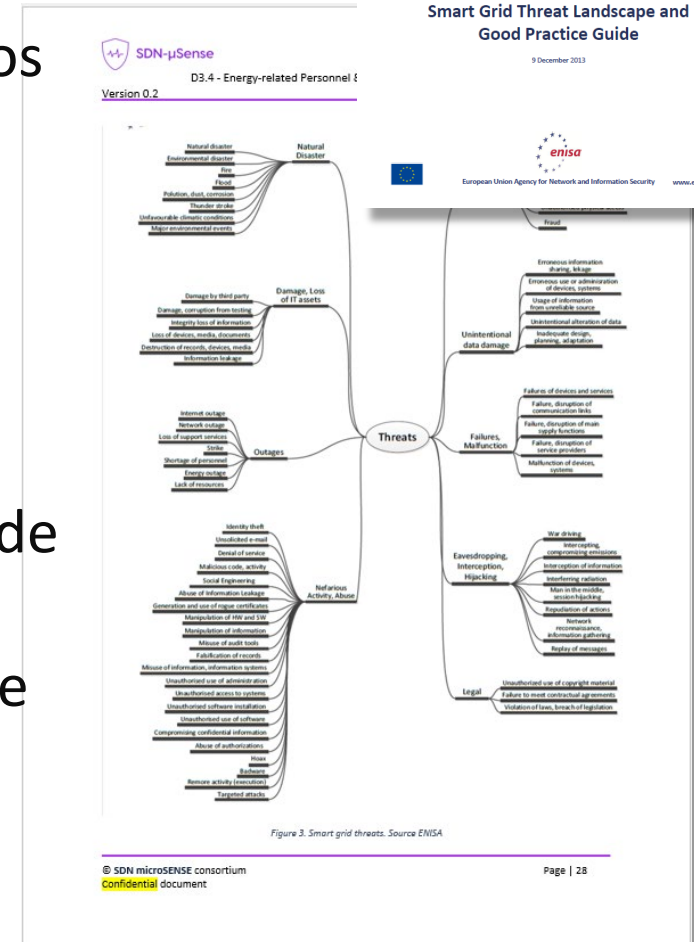 os
de
e
SDN-μSense
D3.4 - Energy-related Personnel &
Version 0.2
Smart Grid Threat Landscape and
Good Practice Guide
9 December 2013
enisa
European Union Agency for Network and Information Security
www.e
Natural disaster
Environmental disaster
Fire
Flood
Polution, dust, corrosion
Thunder stroke
Unfavourable climatic conditions
Major environmental events
Natural
Disaster
Damage by third party
Damage, corruption from testing
Integrity loss of information
Loss of devices, media, documents
Destruction of records, devices, media
Information leakage
Damage, Loss
of IT assets
Internet outage
Network outage
Loss of support services
Strike
Shortage of personnel
Energy outage
Lack of resources
Outages
Identity theft
Unsolicited e-mail
Denial of service
Malicious code, activity
Social Engineering
Abuse of Information Leakage
Generation and use of rogue certificates
Manipulation of HW and SW
Manipulation of information
Misuse of audit tools
Falsification of records
Misuse of information, information systems
Unauthorised use of administration
Unauthorised access to systems
Unauthorised software installation
Unauthorised use of software
Compromizing confidential information
Abuse of authorizations
Hoax
Badware
Remore activity (execution)
Targeted attacks
Nefarious
Activity, Abuse
Threats
Fraud
Unintentional
data damage
Erroneous information
sharing, lekage
Erroneous use or adminisration
of devices, systems
Usage of information
from unreliable source
Unintentional alteration of data
Inadequate design,
planning, adaptation
Failures,
Malfunction
Failures of devices and services
Failure, disruption of
communication links
Failure, disruption of main
supply functions
Failure, disruption of
service providers
Malfunction of devices,
systems
Eavesdropping,
Interception,
Hijacking
War driving
Intercepting,
compromizing emissions
Interception of information
Interferring radiation
Man in the middle,
session hijacking
Repudiation of actions
Network
reconnaissance,
information gathering
Replay of messages
Legal
Unauthorized use of copyright material
Failure to meet contractual agreements
Violation of laws, breach of legislation
Figure 3. Smart grid threats. Source ENISA
© SDN microSENSE consortium
Page | 28
Confidential document